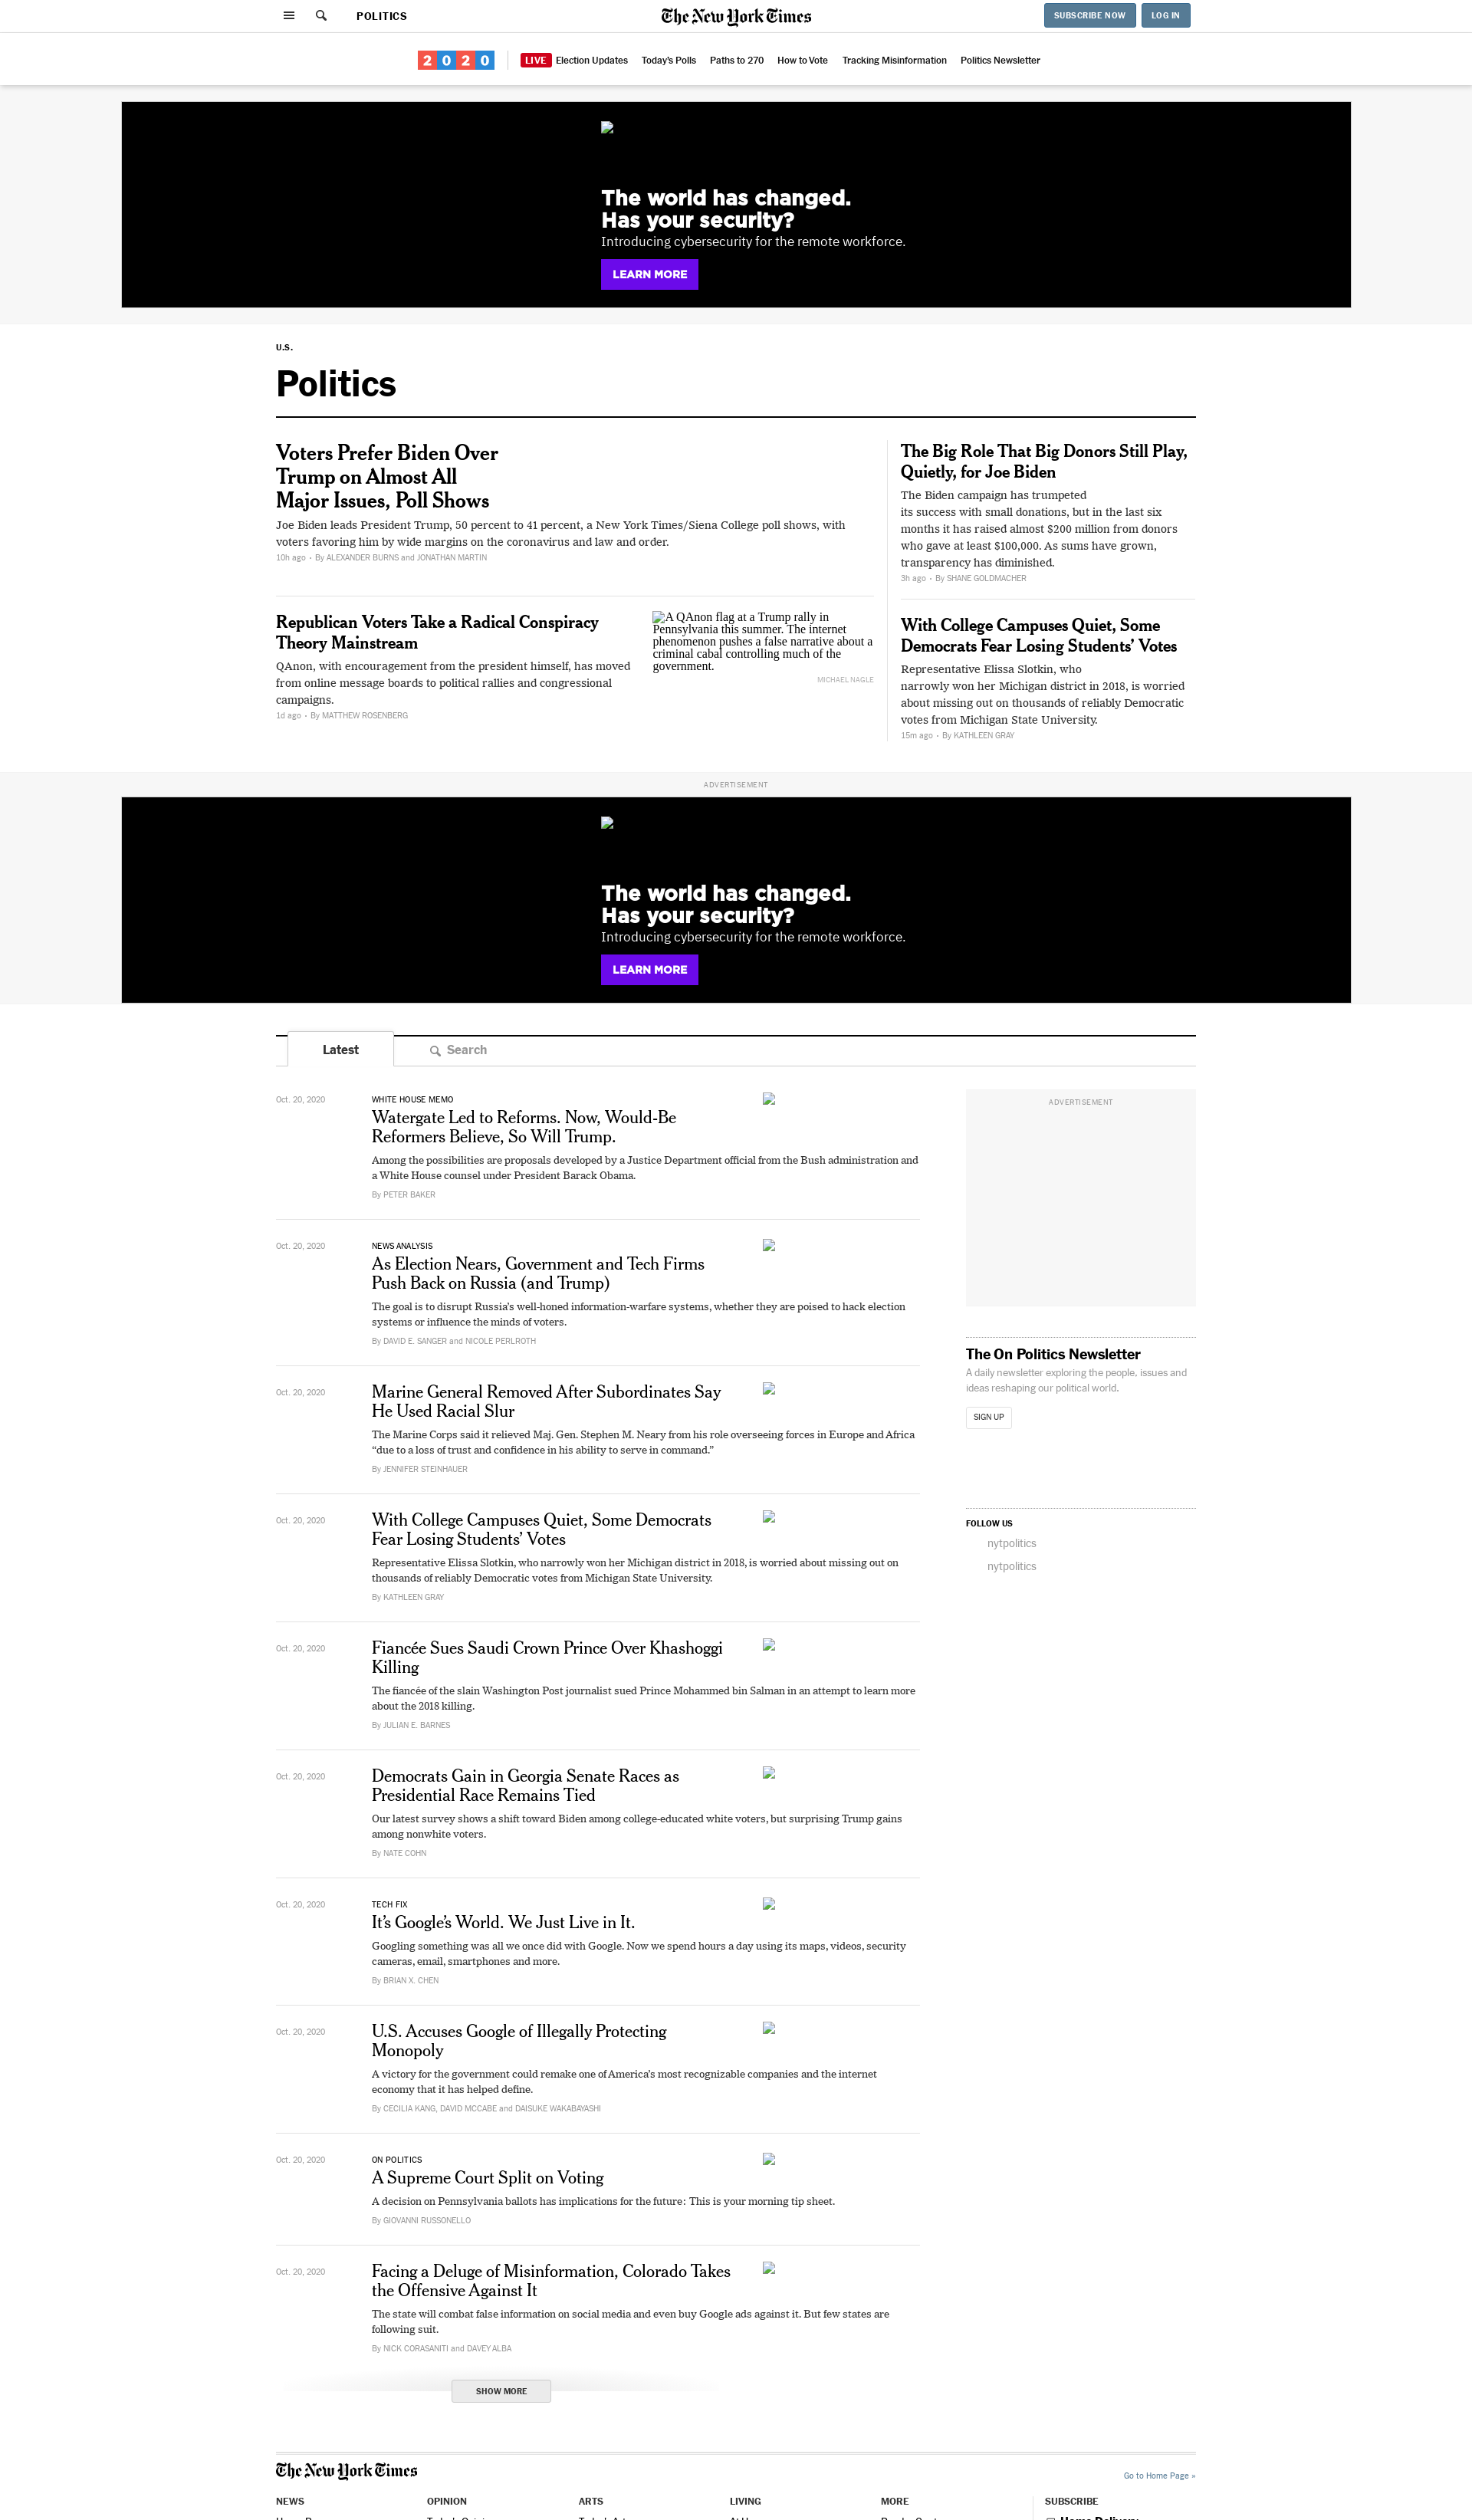 POLITICS
The New York Times
SUBSCRIBE NOW
LOG IN
2020
LIVE Election Updates
Today's Polls
Paths to 270
How to Vote
Tracking Misinformation
Politics Newsletter
The world has changed.
Has your security?
Introducing cybersecurity for the remote workforce.
LEARN MORE
U.S.
Politics
Voters Prefer Biden Over
Trump on Almost All
Major Issues, Poll Shows
Joe Biden leads President Trump, 50 percent to 41 percent, a New York Times/Siena College poll shows, with
voters favoring him by wide margins on the coronavirus and law and order.
10h ago · By ALEXANDER BURNS and JONATHAN MARTIN
Republican Voters Take a Radical Conspiracy
Theory Mainstream
QAnon, with encouragement from the president himself, has moved
from online message boards to political rallies and congressional
campaigns.
1d ago · By MATTHEW ROSENBERG
A QAnon flag at a Trump rally in
Pennsylvania this summer. The internet
phenomenon pushes a false narrative about a
criminal cabal controlling much of the
government.
MICHAEL NAGLE
The Big Role That Big Donors Still Play,
Quietly, for Joe Biden
The Biden campaign has trumpeted
its success with small donations, but in the last six
months it has raised almost $200 million from donors
who gave at least $100,000. As sums have grown,
transparency has diminished.
3h ago · By SHANE GOLDMACHER
With College Campuses Quiet, Some
Democrats Fear Losing Students’ Votes
Representative Elissa Slotkin, who
narrowly won her Michigan district in 2018, is worried
about missing out on thousands of reliably Democratic
votes from Michigan State University.
15m ago · By KATHLEEN GRAY
ADVERTISEMENT
The world has changed.
Has your security?
Introducing cybersecurity for the remote workforce.
LEARN MORE
Latest
Search
Oct. 20, 2020
WHITE HOUSE MEMO
Watergate Led to Reforms. Now, Would-Be
Reformers Believe, So Will Trump.
Among the possibilities are proposals developed by a Justice Department official from the Bush administration and
a White House counsel under President Barack Obama.
By PETER BAKER
Oct. 20, 2020
NEWS ANALYSIS
As Election Nears, Government and Tech Firms
Push Back on Russia (and Trump)
The goal is to disrupt Russia’s well-honed information-warfare systems, whether they are poised to hack election
systems or influence the minds of voters.
By DAVID E. SANGER and NICOLE PERLROTH
Oct. 20, 2020
Marine General Removed After Subordinates Say
He Used Racial Slur
The Marine Corps said it relieved Maj. Gen. Stephen M. Neary from his role overseeing forces in Europe and Africa
“due to a loss of trust and confidence in his ability to serve in command.”
By JENNIFER STEINHAUER
Oct. 20, 2020
With College Campuses Quiet, Some Democrats
Fear Losing Students’ Votes
Representative Elissa Slotkin, who narrowly won her Michigan district in 2018, is worried about missing out on
thousands of reliably Democratic votes from Michigan State University.
By KATHLEEN GRAY
Oct. 20, 2020
Fiancée Sues Saudi Crown Prince Over Khashoggi
Killing
The fiancée of the slain Washington Post journalist sued Prince Mohammed bin Salman in an attempt to learn more
about the 2018 killing.
By JULIAN E. BARNES
Oct. 20, 2020
Democrats Gain in Georgia Senate Races as
Presidential Race Remains Tied
Our latest survey shows a shift toward Biden among college-educated white voters, but surprising Trump gains
among nonwhite voters.
By NATE COHN
Oct. 20, 2020
TECH FIX
It’s Google’s World. We Just Live in It.
Googling something was all we once did with Google. Now we spend hours a day using its maps, videos, security
cameras, email, smartphones and more.
By BRIAN X. CHEN
Oct. 20, 2020
U.S. Accuses Google of Illegally Protecting
Monopoly
A victory for the government could remake one of America’s most recognizable companies and the internet
economy that it has helped define.
By CECILIA KANG, DAVID MCCABE and DAISUKE WAKABAYASHI
Oct. 20, 2020
ON POLITICS
A Supreme Court Split on Voting
A decision on Pennsylvania ballots has implications for the future: This is your morning tip sheet.
By GIOVANNI RUSSONELLO
Oct. 20, 2020
Facing a Deluge of Misinformation, Colorado Takes
the Offensive Against It
The state will combat false information on social media and even buy Google ads against it. But few states are
following suit.
By NICK CORASANITI and DAVEY ALBA
SHOW MORE
ADVERTISEMENT
The On Politics Newsletter
A daily newsletter exploring the people, issues and
ideas reshaping our political world.
SIGN UP
FOLLOW US
nytpolitics
nytpolitics
The New York Times
Go to Home Page »
NEWS
OPINION
ARTS
LIVING
MORE
SUBSCRIBE